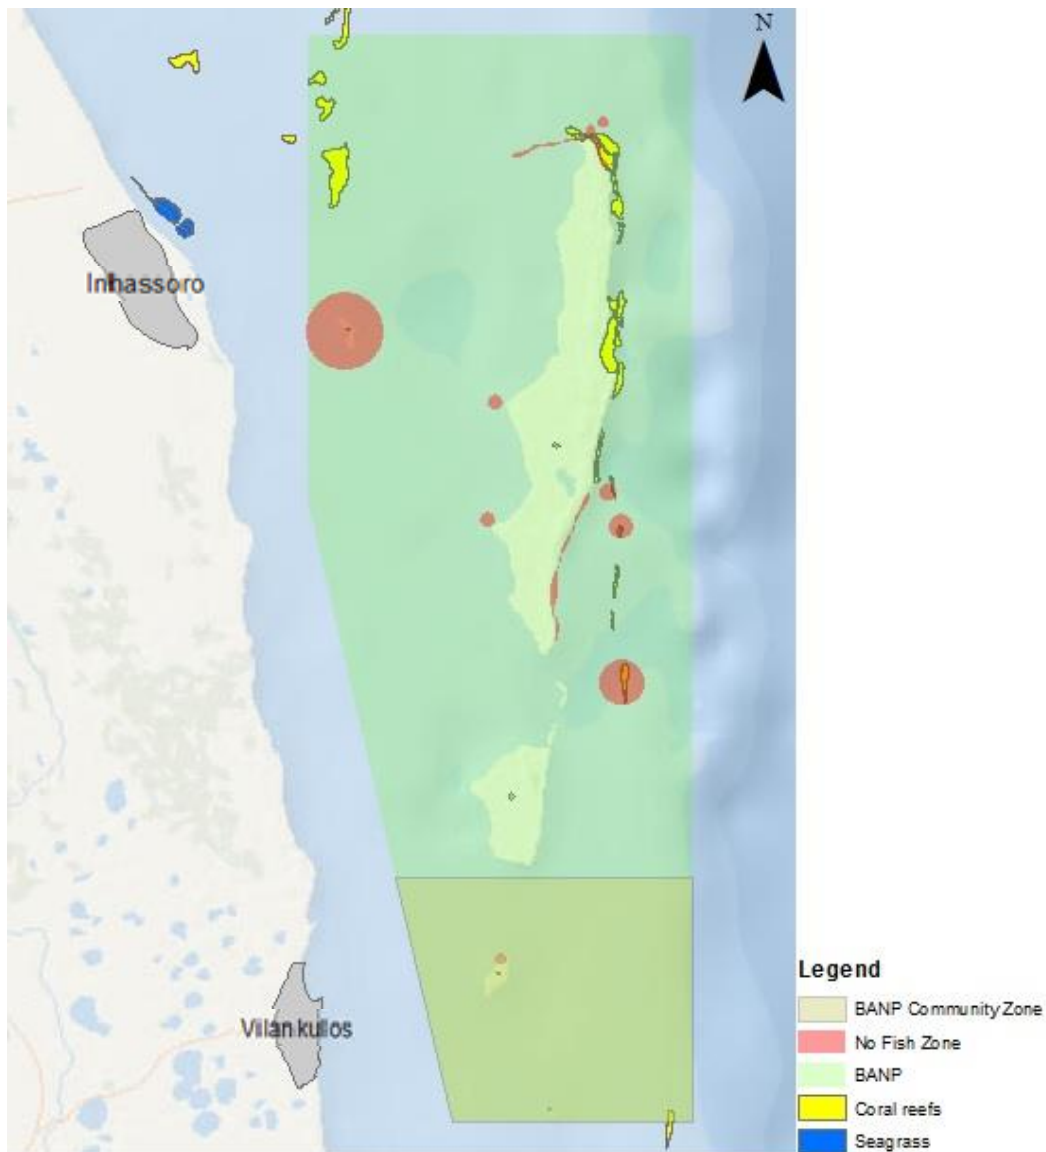 N
Inhassoro
Vilankulos
Legend
BANP Community Zone
No Fish Zone
BANP
Coral reefs
Seagrass